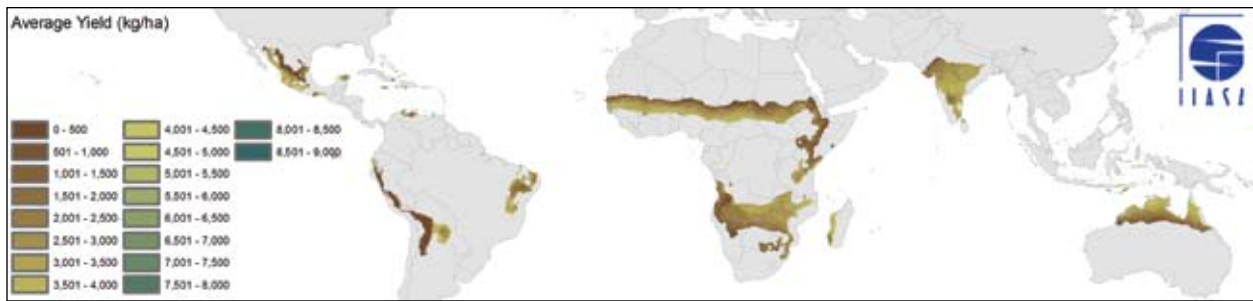 Average Yield (kg/ha)
IIASA
0 - 500
501 - 1,000
1,001 - 1,500
1,501 - 2,000
2,001 - 2,500
2,501 - 3,000
3,001 - 3,500
3,501 - 4,000
4,001 - 4,500
4,501 - 5,000
5,001 - 5,500
5,501 - 6,000
6,001 - 6,500
6,501 - 7,000
7,001 - 7,500
7,501 - 8,000
8,001 - 8,500
8,501 - 9,000